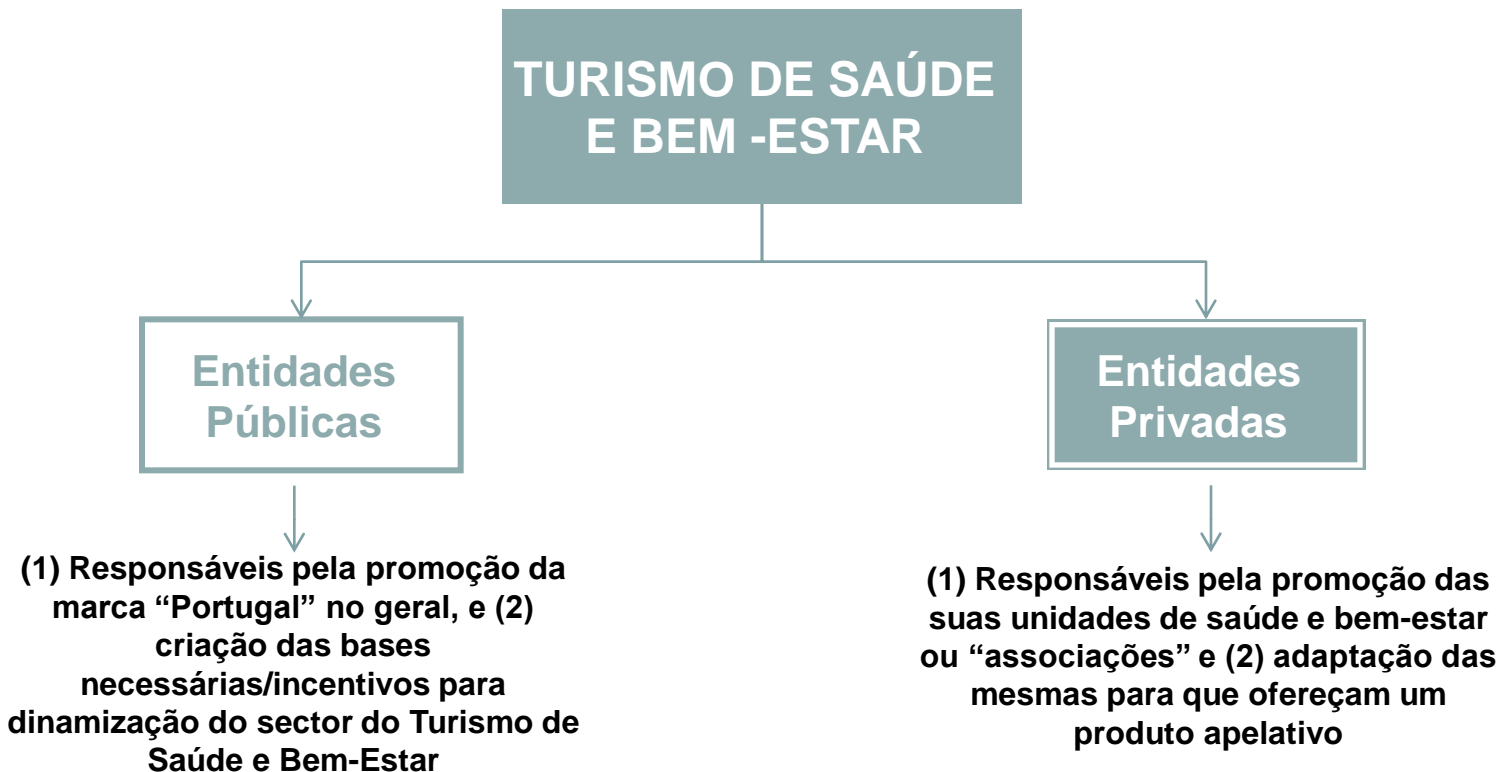 TURISMO DE SAÚDE
E BEM -ESTAR
Entidades
Públicas
(1) Responsáveis pela promoção da
marca “Portugal” no geral, e (2)
criação das bases
necessárias/incentivos para
dinamização do sector do Turismo de
Saúde e Bem-Estar
Entidades
Privadas
(1) Responsáveis pela promoção das
suas unidades de saúde e bem-estar
ou “associações” e (2) adaptação das
mesmas para que ofereçam um
produto apelativo